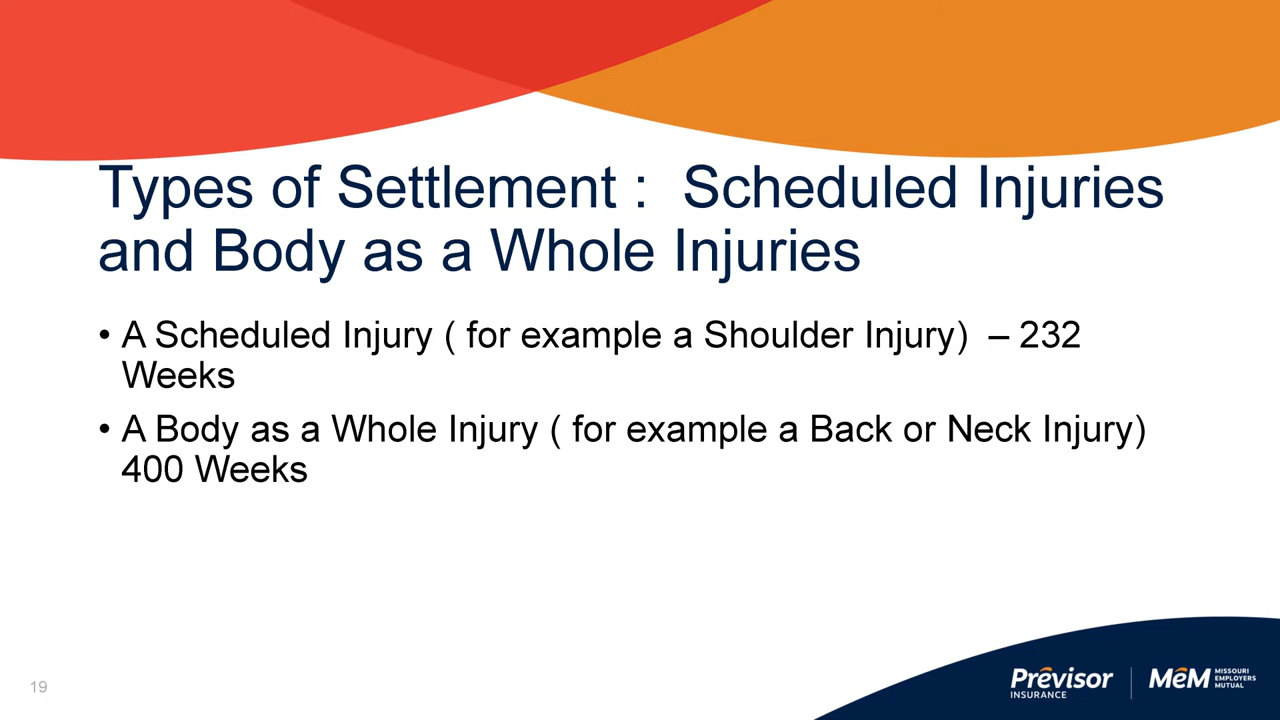 Types of Settlement :  Scheduled Injuries
and Body as a Whole Injuries
• A Scheduled Injury ( for example a Shoulder Injury)  – 232
Weeks
• A Body as a Whole Injury ( for example a Back or Neck Injury)
400 Weeks
19
Prēvisor
INSURANCE
MēM
MISSOURI
EMPLOYERS
MUTUAL